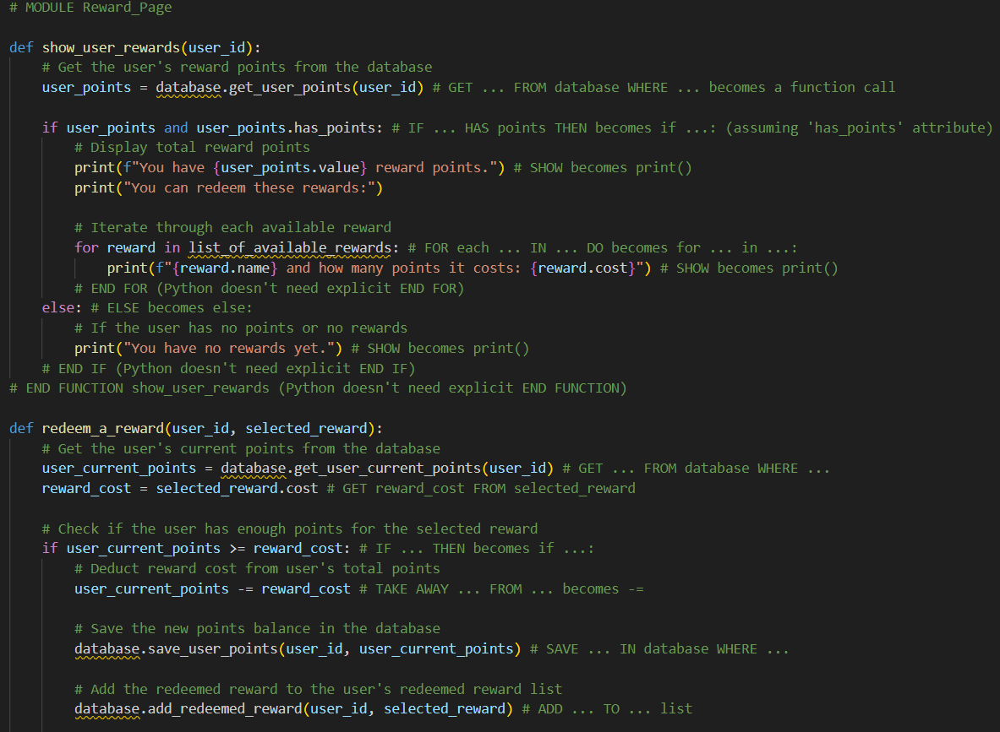 # MODULE Reward_Page
def show_user_rewards(user_id):
# Get the user's reward points from the database
user_points = database.get_user_points(user_id) # GET ... FROM database WHERE ... becomes a function call
if user_points and user_points.has_points: # IF ... HAS points THEN becomes if ...: (assuming 'has_points' attribute)
# Display total reward points
print(f"You have {user_points.value} reward points.") # SHOW becomes print()
print("You can redeem these rewards:")
# Iterate through each available reward
for reward in list_of_available_rewards: # FOR each ... IN ... DO becomes for ... in ...:
print(f"{reward.name} and how many points it costs: {reward.cost}") # SHOW becomes print()
# END FOR (Python doesn't need explicit END FOR)
else: # ELSE becomes else:
# If the user has no points or no rewards
print("You have no rewards yet.") # SHOW becomes print()
# END IF (Python doesn't need explicit END IF)
# END FUNCTION show_user_rewards (Python doesn't need explicit END FUNCTION)
def redeem_a_reward(user_id, selected_reward):
# Get the user's current points from the database
user_current_points = database.get_user_current_points(user_id) # GET ... FROM database WHERE ...
reward_cost = selected_reward.cost # GET reward_cost FROM selected_reward
# Check if the user has enough points for the selected reward
if user_current_points >= reward_cost: # IF ... THEN becomes if ...:
# Deduct reward cost from user's total points
user_current_points -= reward_cost # TAKE AWAY ... FROM ... becomes -=
# Save the new points balance in the database
database.save_user_points(user_id, user_current_points) # SAVE ... IN database WHERE ...
# Add the redeemed reward to the user's redeemed reward list
database.add_redeemed_reward(user_id, selected_reward) # ADD ... TO ... list